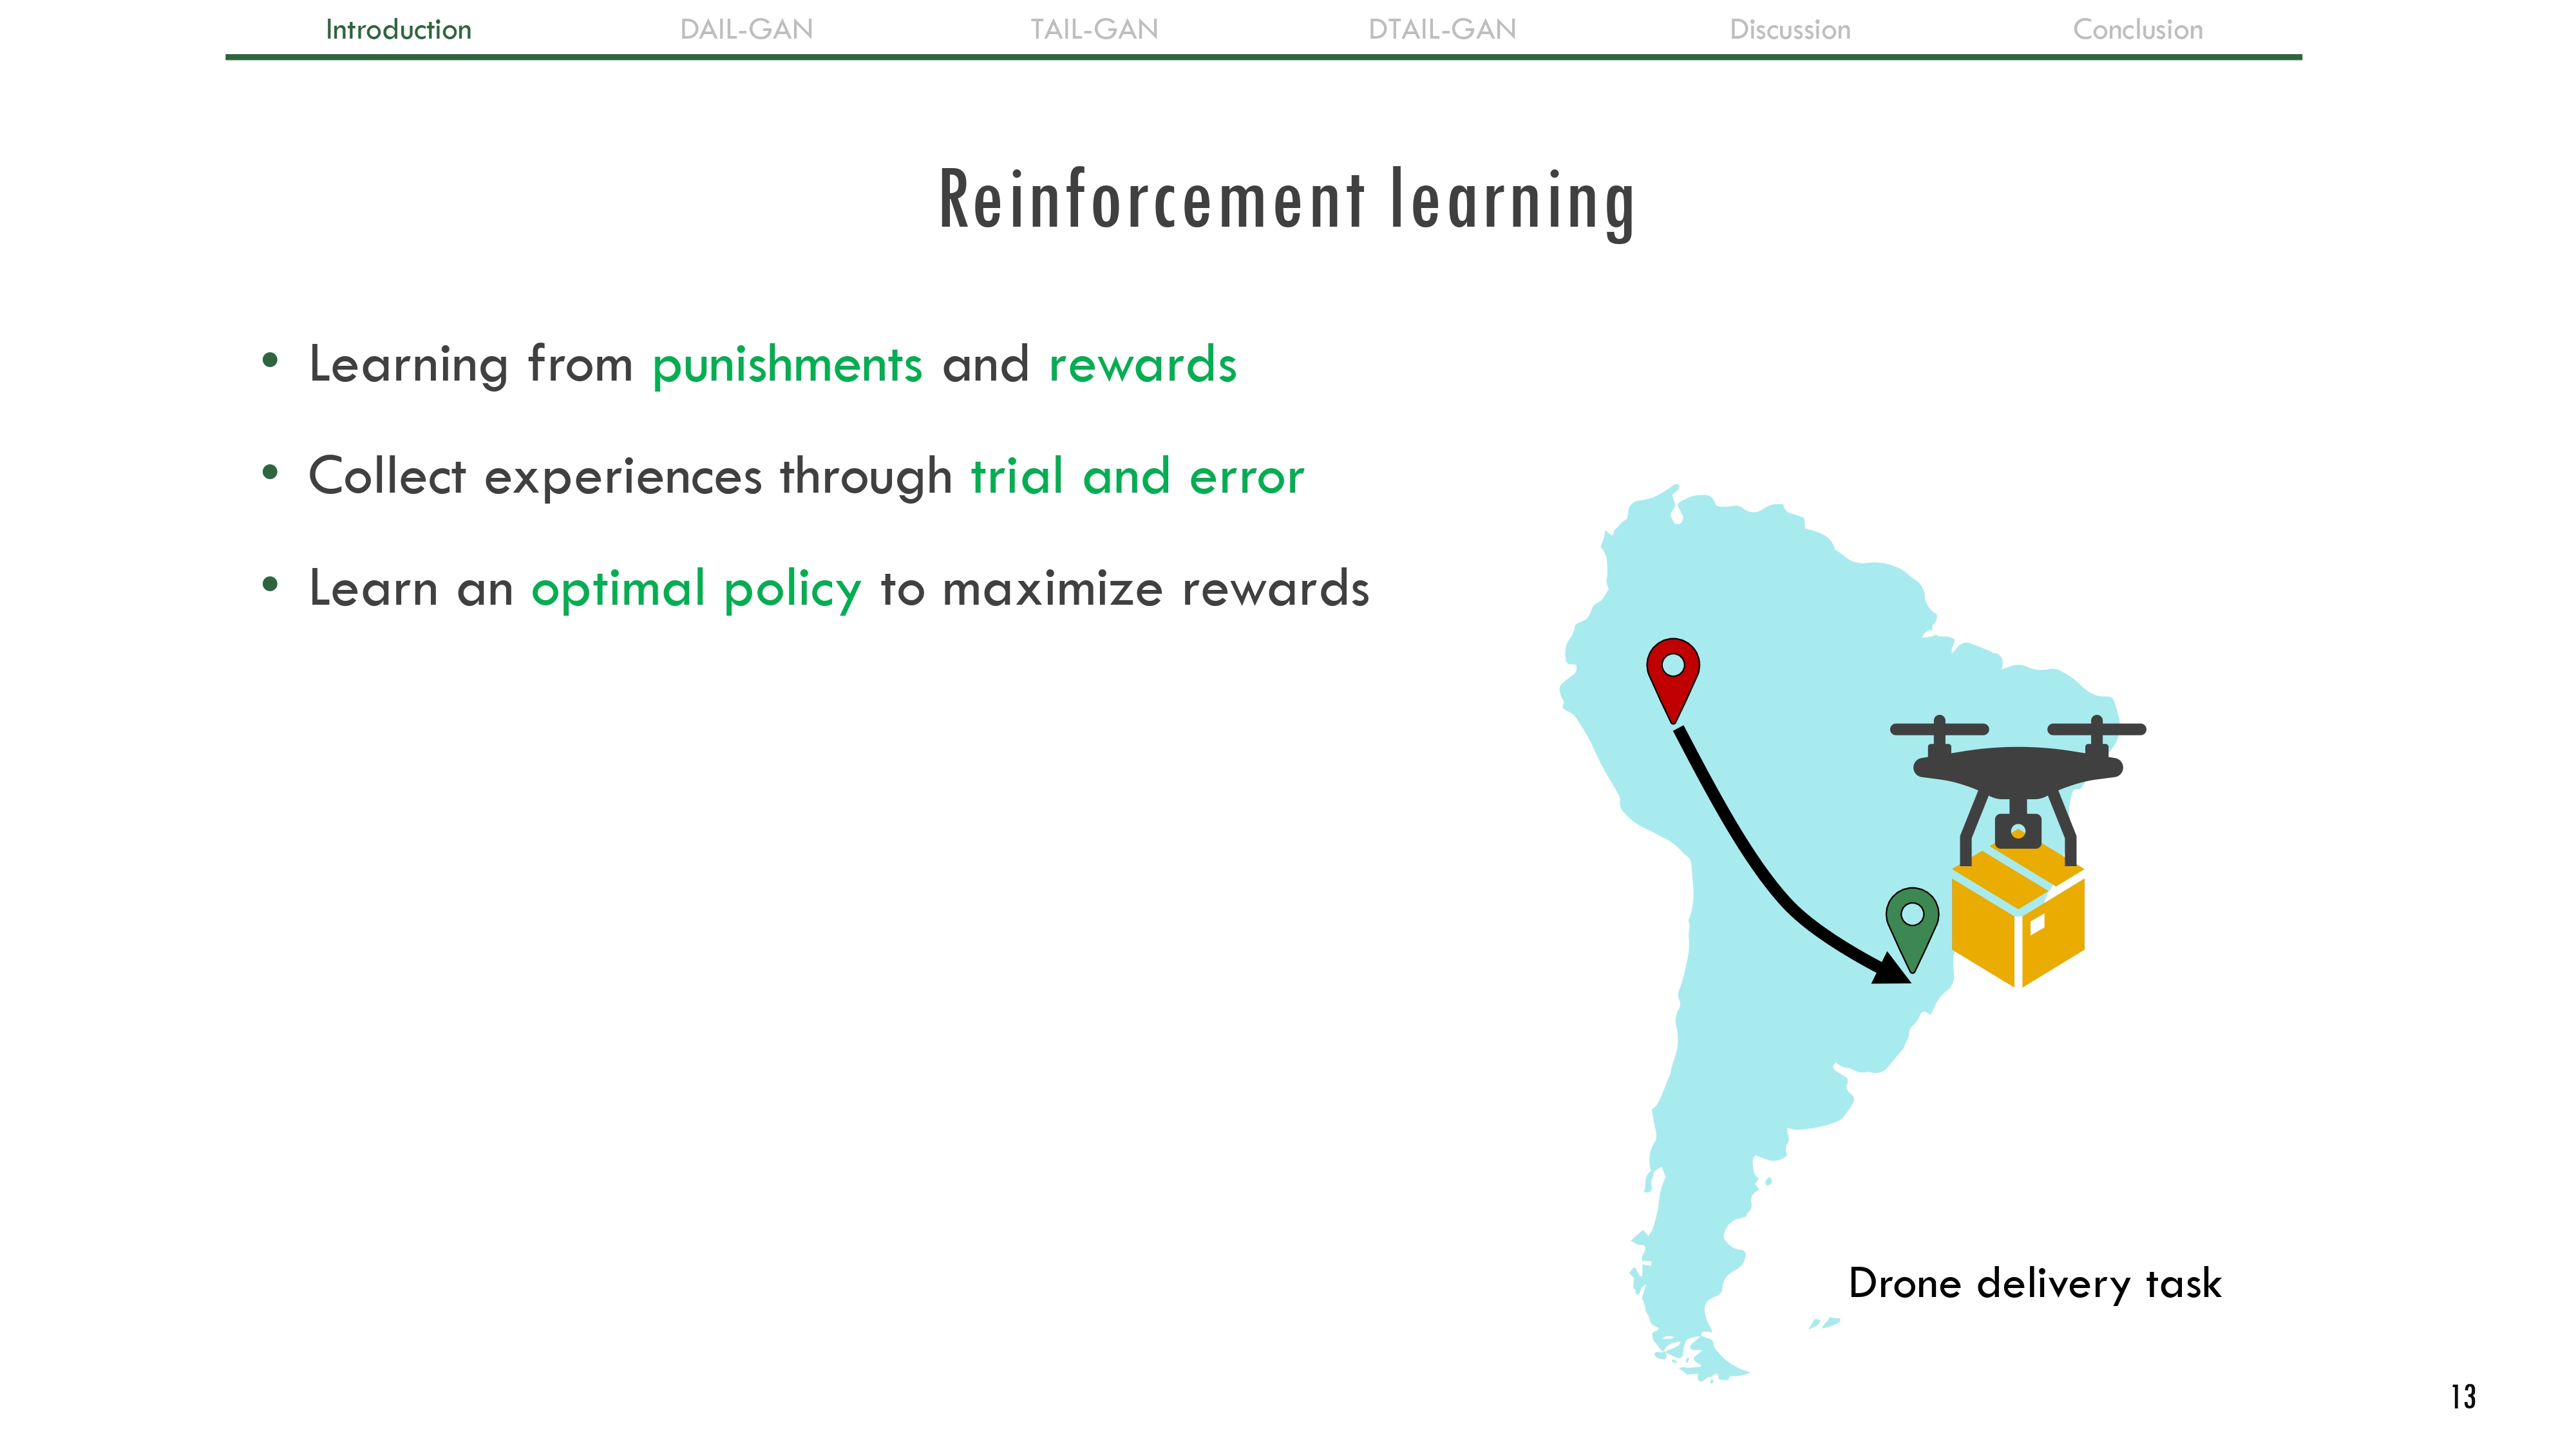 Introduction DAIL-GAN TAIL-GAN DTAIL-GAN Discussion Conclusion
Reinforcement learning
• Learning from punishments and rewards
• Collect experiences through trial and error
• Learn an optimal policy to maximize rewards
Drone delivery task
13